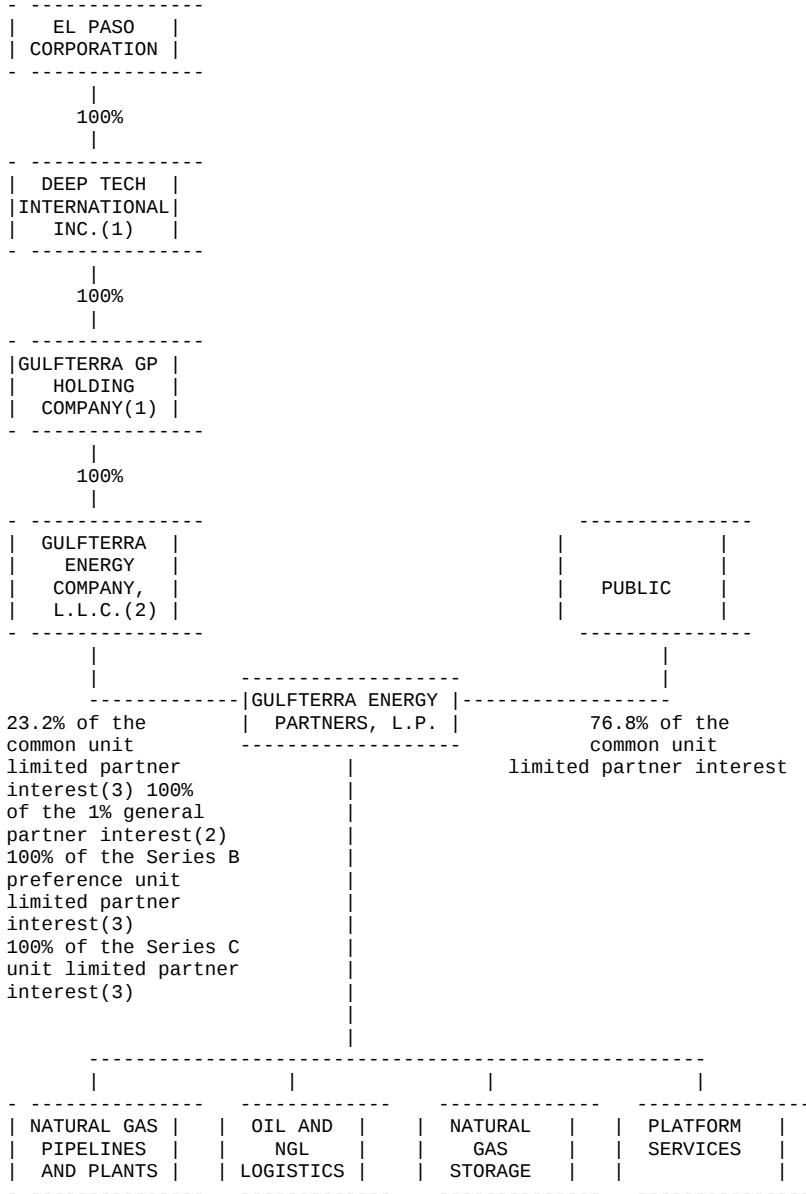 EL PASO
CORPORATION
100%
DEEP TECH
INTERNATIONAL
INC.(1)
100%
GULFTERRA GP
HOLDING
COMPANY(1)
100%
GULFTERRA
ENERGY
COMPANY,
L.L.C.(2)
PUBLIC
GULFTERRA ENERGY
PARTNERS, L.P.
23.2% of the
common unit
limited partner
interest(3) 100%
of the 1% general
partner interest(2)
100% of the Series B
preference unit
limited partner
interest(3)
100% of the Series C
unit limited partner
interest(3)
76.8% of the
common unit
limited partner interest
NATURAL GAS
PIPELINES
AND PLANTS
OIL AND
NGL
LOGISTICS
NATURAL
GAS
STORAGE
PLATFORM
SERVICES